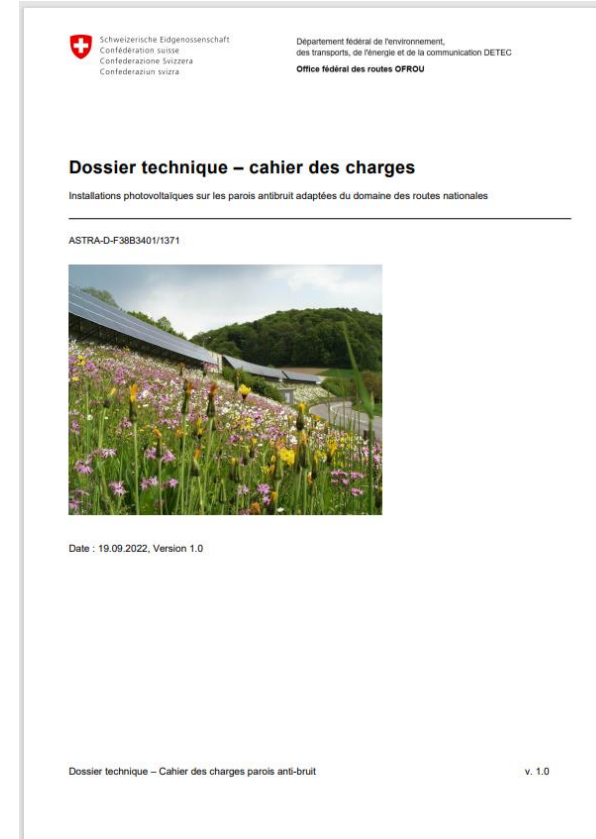 Schweizerische Eidgenossenschaft
Confédération suisse
Confederazione Svizzera
Confederaziun svizra
Département fédéral de l'environnement,
des transports, de l'énergie et de la communication DETEC
Office fédéral des routes OFROU
Dossier technique – cahier des charges
Installations photovoltaïques sur les parois antibruit adaptées du domaine des routes nationales
ASTRA-D-F38B3401/1371
Date : 19.09.2022, Version 1.0
Dossier technique – Cahier des charges parois anti-bruit v. 1.0